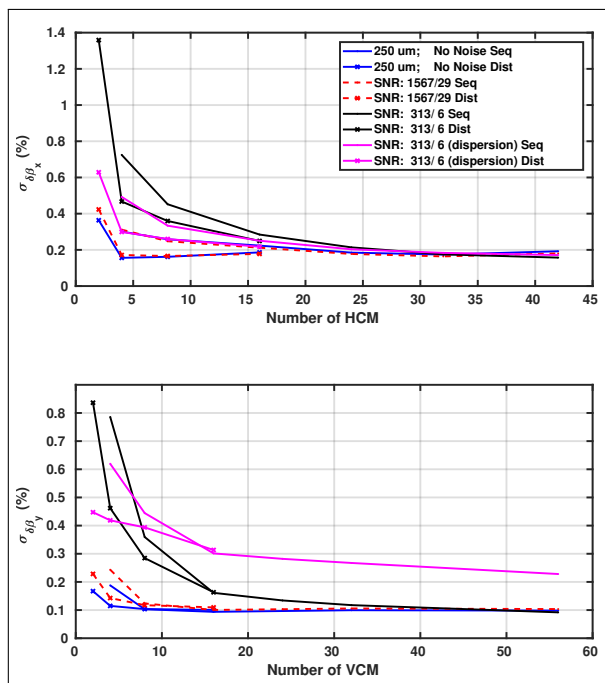 1.4
1.2
1
0.8
0.6
0.4
0.2
0
σδβx (%)
250 um; No Noise Seq
250 um; No Noise Dist
SNR: 1567/29 Seq
SNR: 1567/29 Dist
SNR: 313/ 6 Seq
SNR: 313/ 6 Dist
SNR: 313/ 6 (dispersion) Seq
SNR: 313/ 6 (dispersion) Dist
0 5 10 15 20 25 30 35 40 45
Number of HCM
0.8
0.7
0.6
0.5
0.4
0.3
0.2
0.1
0
σδβy (%)
0 10 20 30 40 50 60
Number of VCM